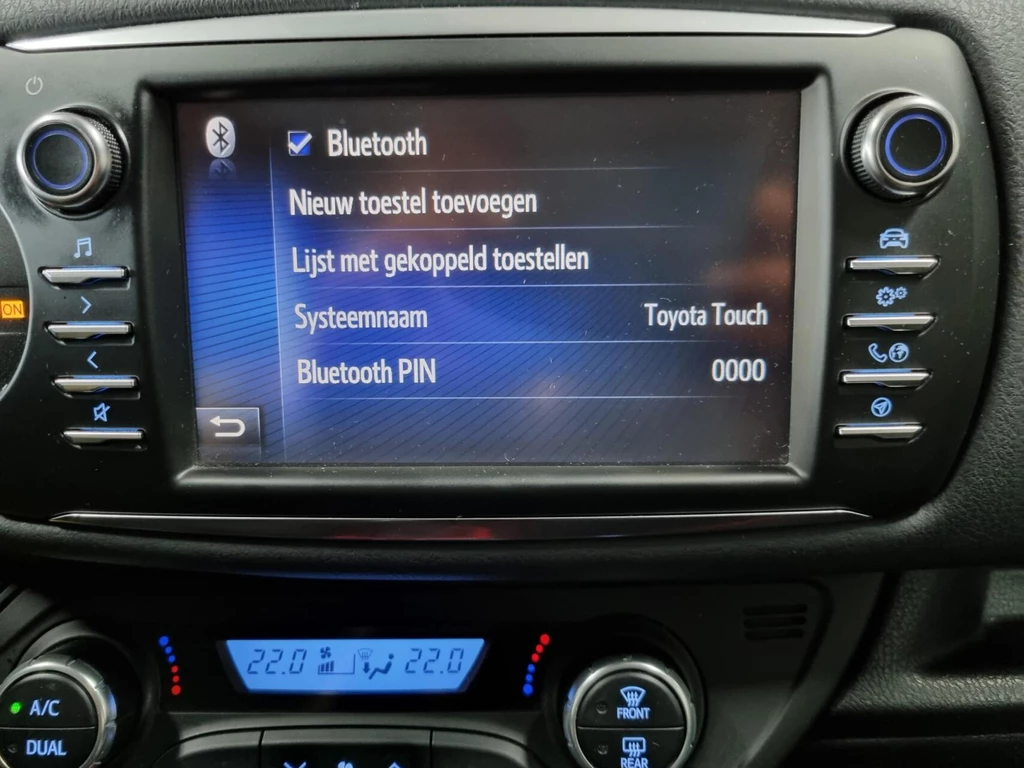 Bluetooth
Nieuw toestel toevoegen
Lijst met gekoppeld toestellen
Systeemnaam Toyota Touch
Bluetooth PIN 0000
ON
22.0 22.0
A/C
DUAL
FRONT
REAR